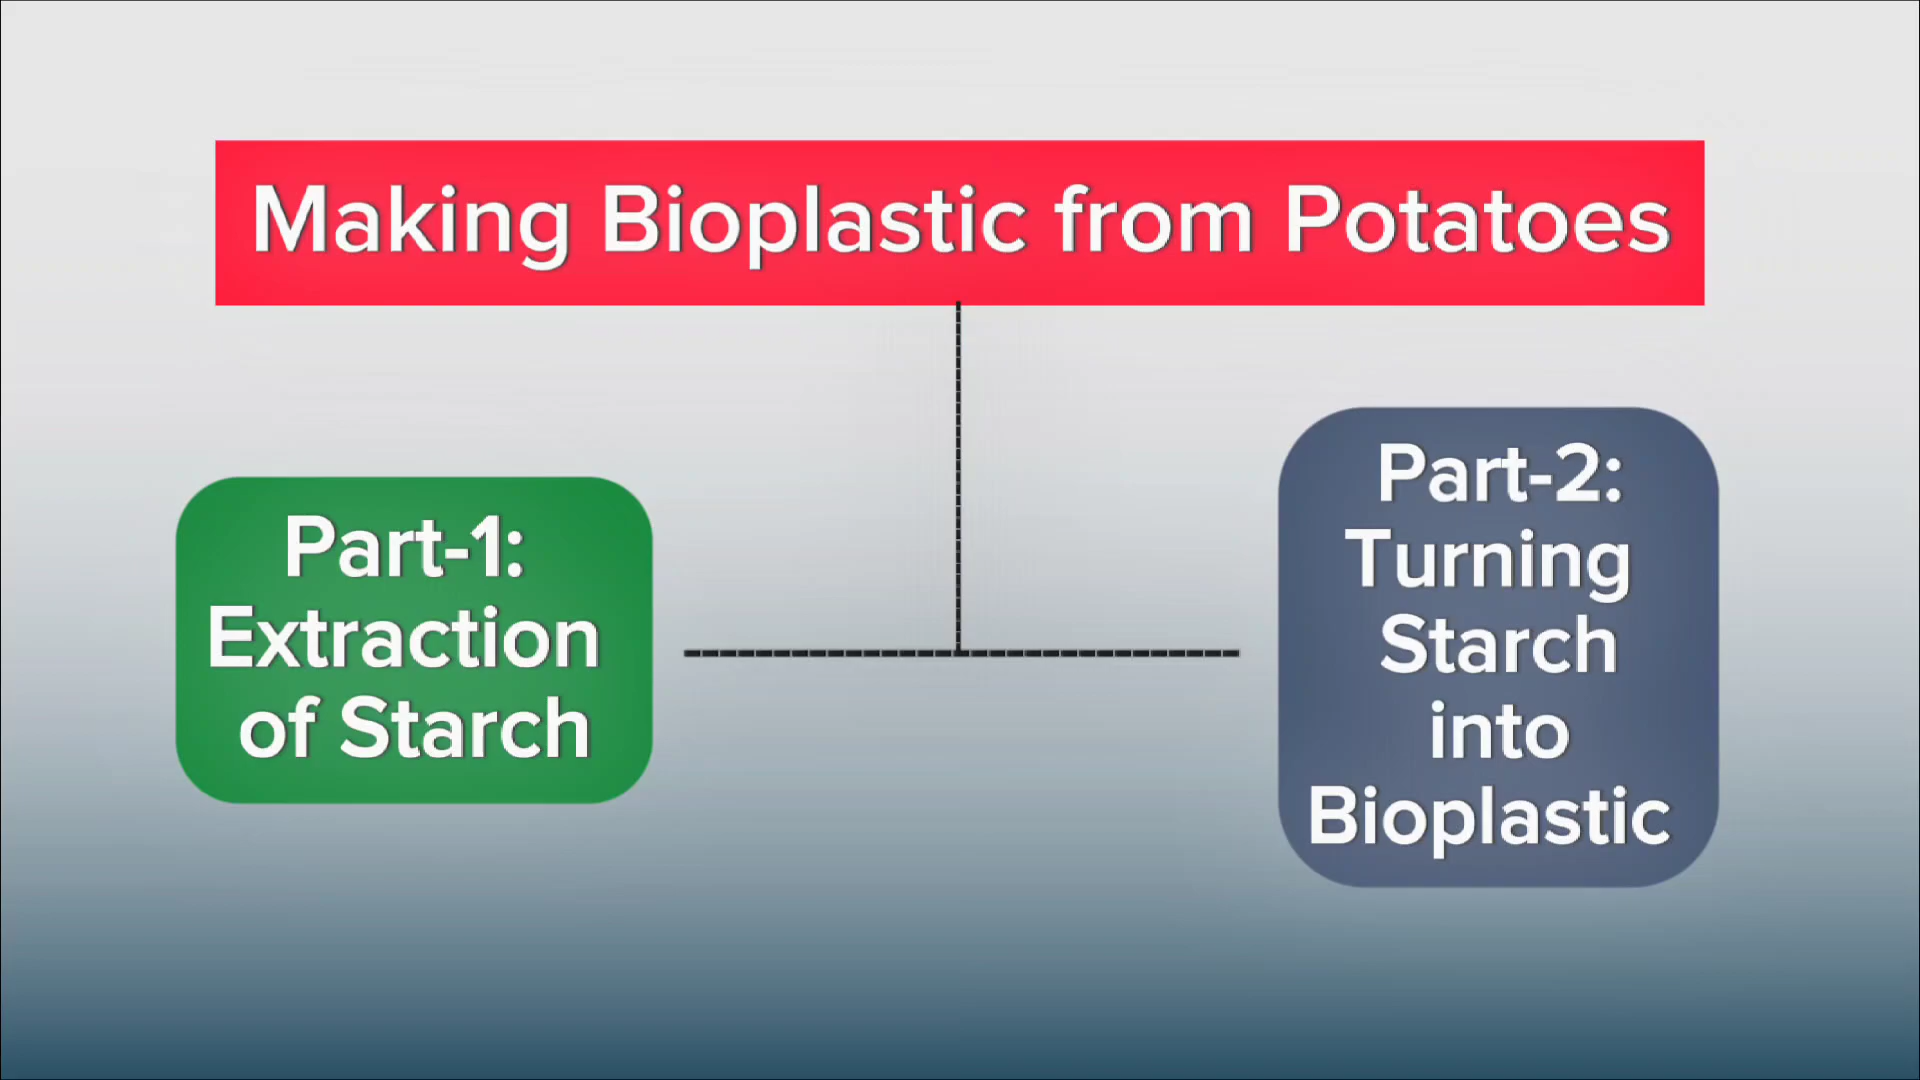 Making Bioplastic from Potatoes
Part-1:
Extraction
of Starch
Part-2:
Turning
Starch
into
Bioplastic